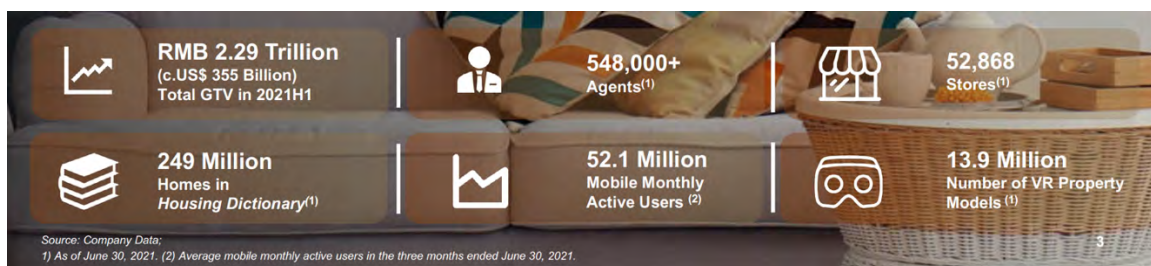 RMB 2.29 Trillion
(c.US$ 355 Billion)
Total GTV in 2021H1
548,000+
Agents(1)
52,868
Stores(1)
249 Million
Homes in
Housing Dictionary(1)
52.1 Million
Mobile Monthly
Active Users (2)
13.9 Million
Number of VR Property
Models (1)
Source: Company Data;
1) As of June 30, 2021. (2) Average mobile monthly active users in the three months ended June 30, 2021.
3